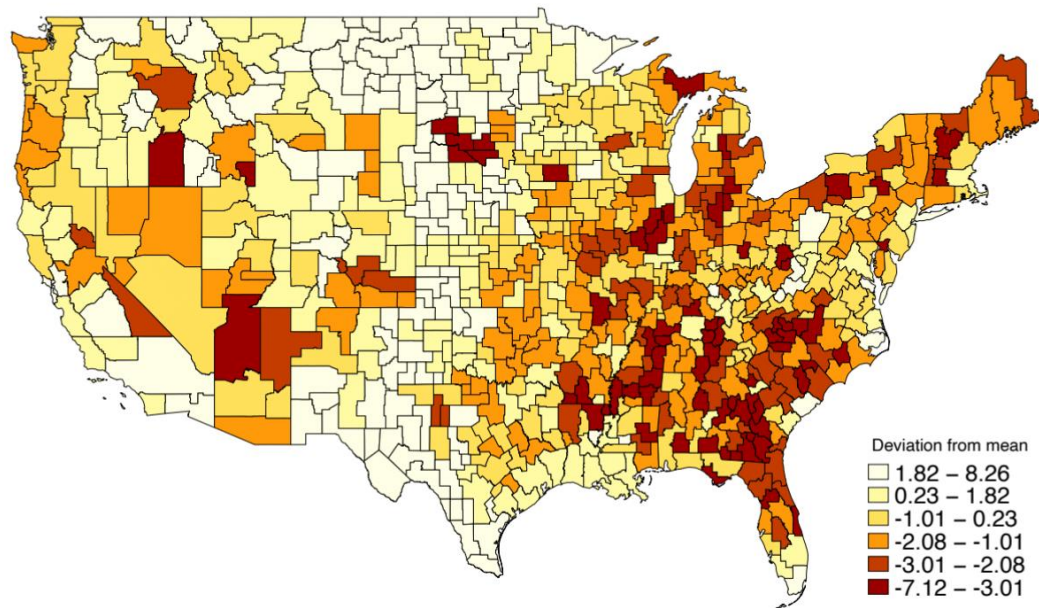 Deviation from mean
1.82 – 8.26
0.23 – 1.82
-1.01 – 0.23
-2.08 – -1.01
-3.01 – -2.08
-7.12 – -3.01